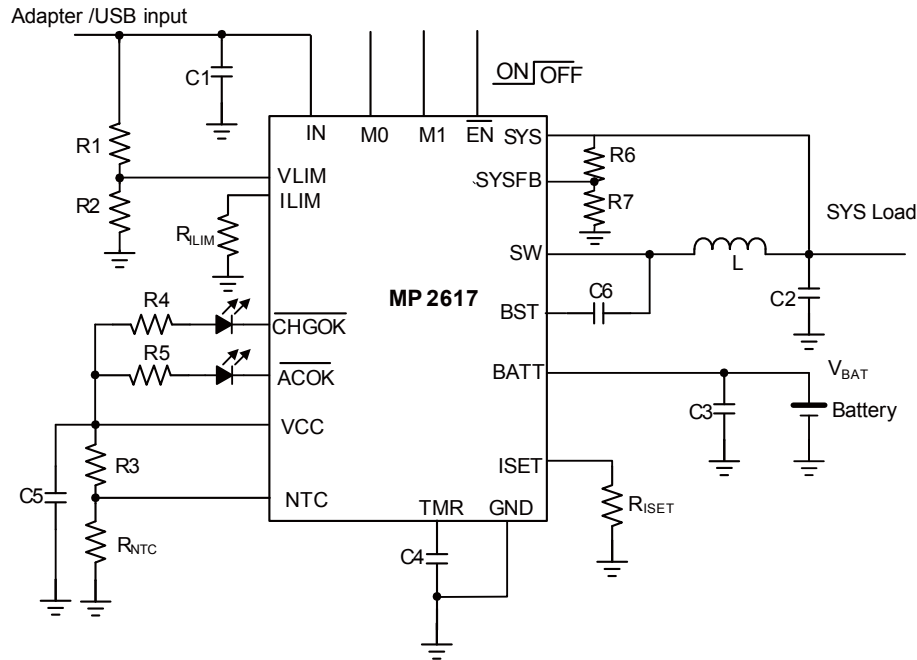 Adapter /USB input
C1
ON OFF
IN M0 M1 EN SYS
R1
R6
VLIM
SYSFB
ILIM
R7
R2
SYS Load
RILIM
SW
L
MP 2617
C6
C2
R4
BST
CHGOK
R5
ACOK
BATT
VBAT
C3
Battery
VCC
R3
ISET
C5
NTC
TMR GND
RISET
RNTC
C4